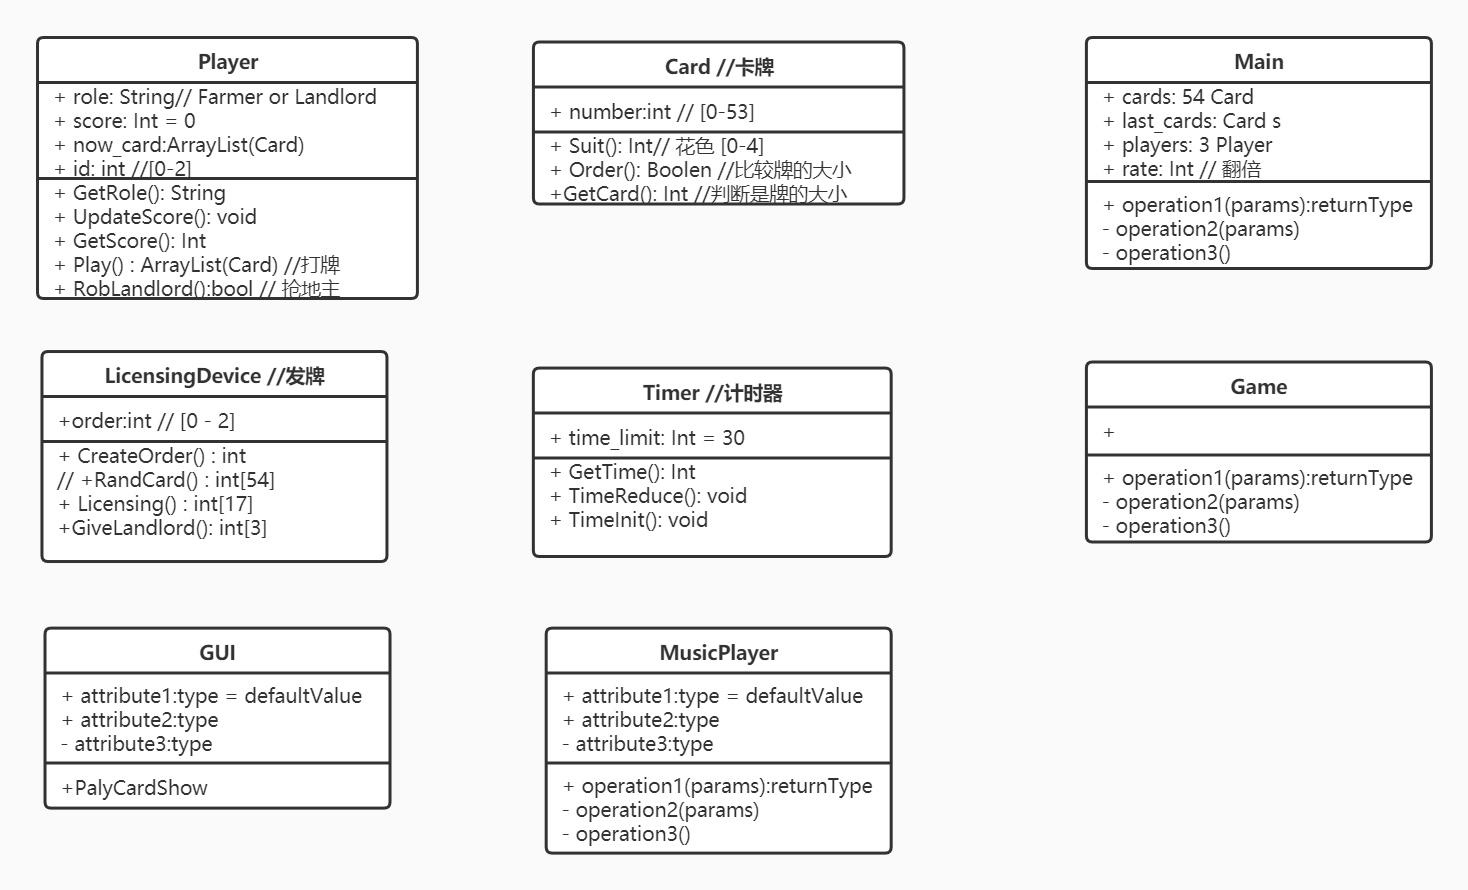 Player
+ role: String// Farmer or Landlord
+ score: Int = 0
+ now_card:ArrayList(Card)
+ id: int //[0-2]
+ GetRole(): String
+ UpdateScore(): void
+ GetScore(): Int
+ Play() : ArrayList(Card) //打牌
+ RobLandlord():bool // 抢地主
Card //卡牌
+ number:int // [0-53]
+ Suit(): Int// 花色 [0-4]
+ Order(): Boolen //比较牌的大小
+GetCard(): Int //判断是牌的大小
Main
+ cards: 54 Card
+ last_cards: Card s
+ players: 3 Player
+ rate: Int // 翻倍
+ operation1(params):returnType
- operation2(params)
- operation3()
LicensingDevice //发牌
+order:int // [0 - 2]
+ CreateOrder() : int
// +RandCard() : int[54]
+ Licensing() : int[17]
+GiveLandlord(): int[3]
Timer //计时器
+ time_limit: Int = 30
+ GetTime(): Int
+ TimeReduce(): void
+ TimeInit(): void
Game
+
+ operation1(params):returnType
- operation2(params)
- operation3()
GUI
+ attribute1:type = defaultValue
+ attribute2:type
- attribute3:type
+PalyCardShow
MusicPlayer
+ attribute1:type = defaultValue
+ attribute2:type
- attribute3:type
+ operation1(params):returnType
- operation2(params)
- operation3()